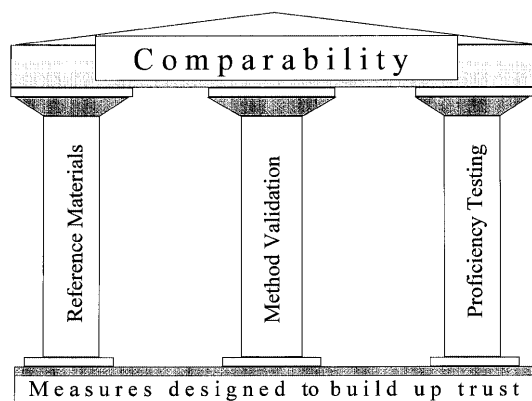 Comparability
Reference Materials
Method Validation
Proficiency Testing
Measures designed to build up trust